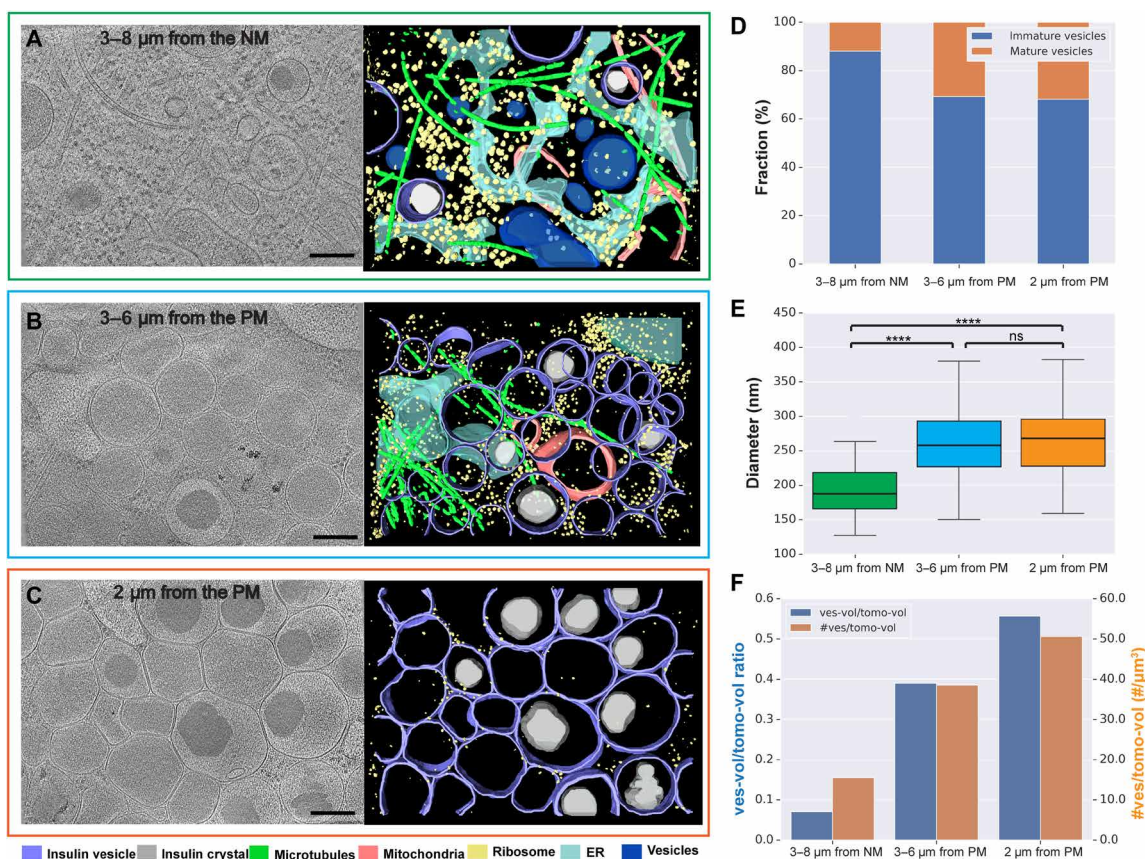 A
3–8 µm from the NM
B
3–6 µm from the PM
C
2 µm from the PM
Insulin vesicle
Insulin crystal
Microtubules
Mitochondria
Ribosome
ER
Vesicles
D
Fraction (%)
100
80
60
40
20
0
Immature vesicles
Mature vesicles
3–8 µm from NM
3–6 µm from PM
2 µm from PM
E
Diameter (nm)
450
400
350
300
250
200
150
100
****
****
ns
3–8 µm from NM
3–6 µm from PM
2 µm from PM
F
ves-vol/tomo-vol ratio
0.6
0.5
0.4
0.3
0.2
0.1
0.0
ves-vol/tomo-vol
#ves/tomo-vol
60.0
50.0
40.0
30.0
20.0
10.0
0.0
#ves/tomo-vol (#/µm³)
3–8 µm from NM
3–6 µm from PM
2 µm from PM